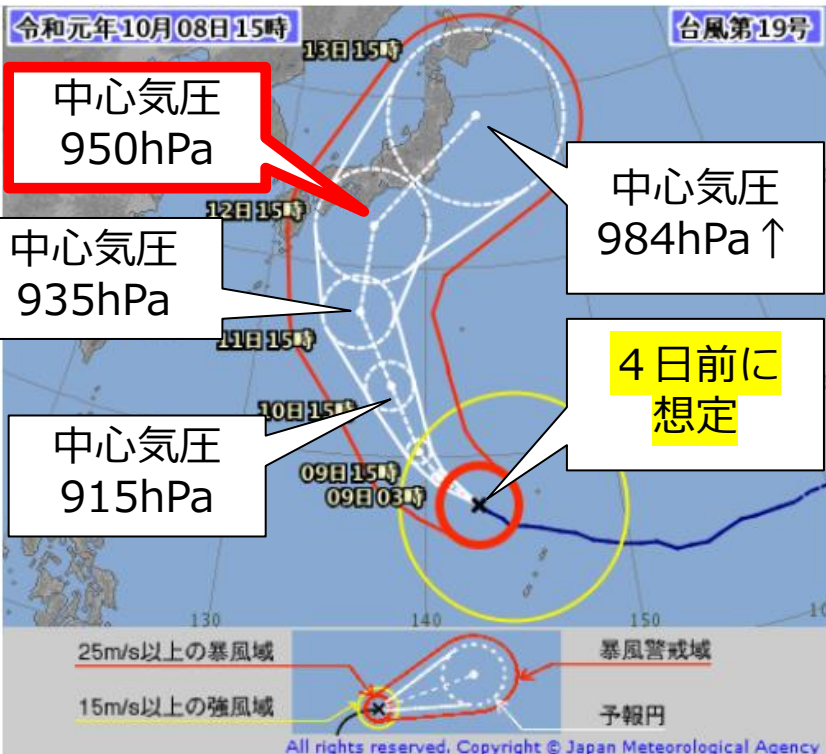 令和元年10月08日15時
台風第19号
13日15時
中心気圧
950hPa
中心気圧
984hPa↑
12日15時
中心気圧
935hPa
11日15時
４日前に
想定
10日15時
中心気圧
915hPa
09日15時
09日03時
130
140
150
25m/s以上の暴風域
暴風警戒域
15m/s以上の強風域
予報円
All rights reserved. Copyright © Japan Meteorological Agency